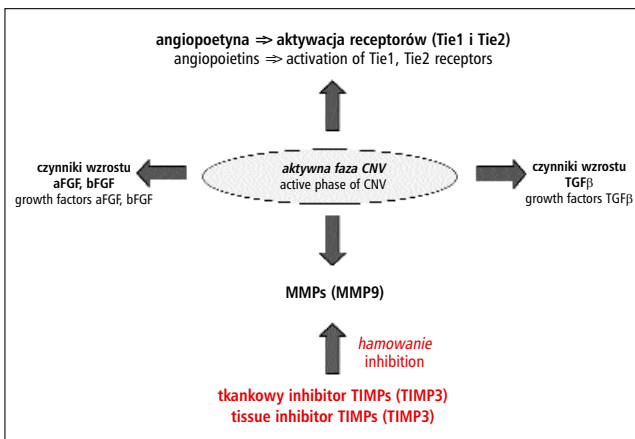 angiopoetyna ⇒ aktywacja receptorów (Tie1 i Tie2)
angiopoietins ⇒ activation of Tie1, Tie2 receptors
czynniki wzrostu
aFGF, bFGF
growth factors aFGF, bFGF
aktywna faza CNV
active phase of CNV
czynniki wzrostu
TGFβ
growth factors TGFβ
MMPs (MMP9)
hamowanie
inhibition
tkankowy inhibitor TIMPs (TIMP3)
tissue inhibitor TIMPs (TIMP3)